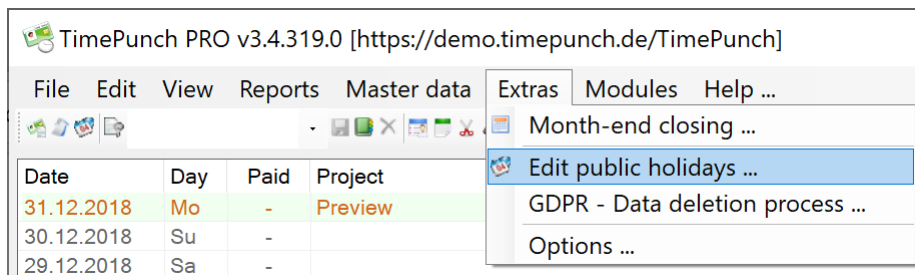 TimePunch PRO v3.4.319.0 [https://demo.timepunch.de/TimePunch]
File Edit View Reports Master data Extras Modules Help ...
Month-end closing ...
Edit public holidays ...
GDPR - Data deletion process ...
Options ...
Date Day Paid Project
31.12.2018 Mo - Preview
30.12.2018 Su -
29.12.2018 Sa -